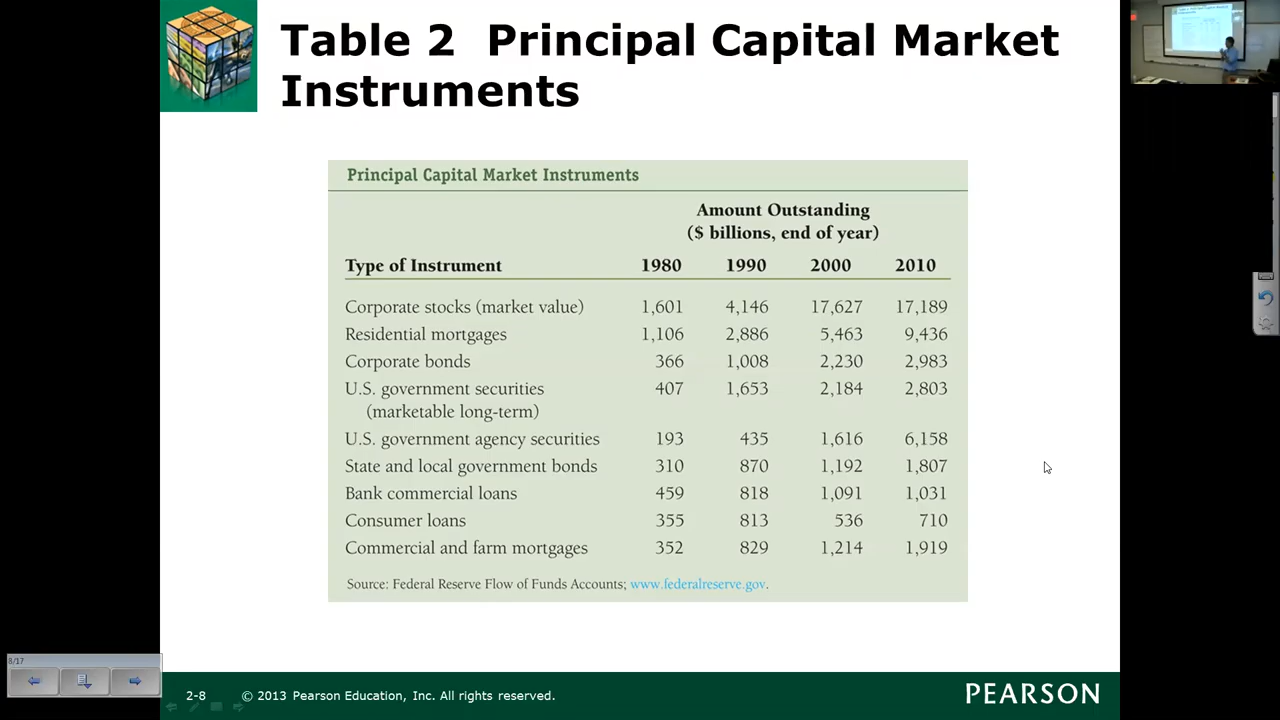 Table 2 Principal Capital Market
Instruments
Principal Capital Market Instruments
Amount Outstanding
($ billions, end of year)
Type of Instrument 1980 1990 2000 2010
Corporate stocks (market value) 1,601 4,146 17,627 17,189
Residential mortgages 1,106 2,886 5,463 9,436
Corporate bonds 366 1,008 2,230 2,983
U.S. government securities 407 1,653 2,184 2,803
(marketable long-term)
U.S. government agency securities 193 435 1,616 6,158
State and local government bonds 310 870 1,192 1,807
Bank commercial loans 459 818 1,091 1,031
Consumer loans 355 813 536 710
Commercial and farm mortgages 352 829 1,214 1,919
Source: Federal Reserve Flow of Funds Accounts; www.federalreserve.gov.
8/17
2-8 © 2013 Pearson Education, Inc. All rights reserved. PEARSON